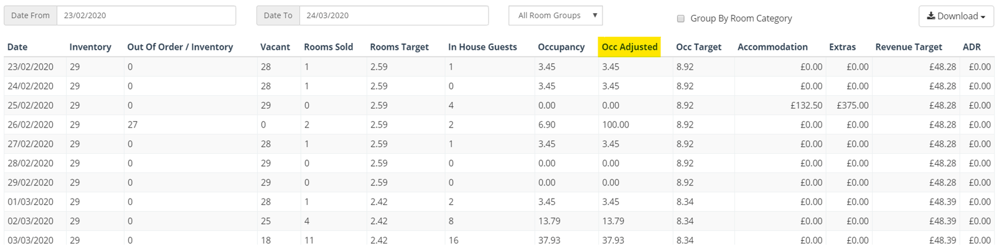 Date From 23/02/2020 Date To 24/03/2020 All Room Groups Group By Room Category Download
Date Inventory Out Of Order / Inventory Vacant Rooms Sold Rooms Target In House Guests Occupancy Occ Adjusted Occ Target Accommodation Extras Revenue Target ADR
23/02/2020 29 0 28 1 2.59 1 3.45 3.45 8.92 £0.00 £0.00 £48.28 £0.00
24/02/2020 29 0 28 1 2.59 0 3.45 3.45 8.92 £0.00 £0.00 £48.28 £0.00
25/02/2020 29 0 29 0 2.59 4 0.00 0.00 8.92 £132.50 £375.00 £48.28 £0.00
26/02/2020 29 27 0 2 2.59 2 6.90 100.00 8.92 £0.00 £0.00 £48.28 £0.00
27/02/2020 29 0 28 1 2.59 1 3.45 3.45 8.92 £0.00 £0.00 £48.28 £0.00
28/02/2020 29 0 29 0 2.59 0 0.00 0.00 8.92 £0.00 £0.00 £48.28 £0.00
29/02/2020 29 0 29 0 2.59 0 0.00 0.00 8.92 £0.00 £0.00 £48.28 £0.00
01/03/2020 29 0 28 1 2.42 2 3.45 3.45 8.34 £0.00 £0.00 £48.39 £0.00
02/03/2020 29 0 25 4 2.42 8 13.79 13.79 8.34 £0.00 £0.00 £48.39 £0.00
03/03/2020 29 0 18 11 2.42 16 37.93 37.93 8.34 £0.00 £0.00 £48.39 £0.00